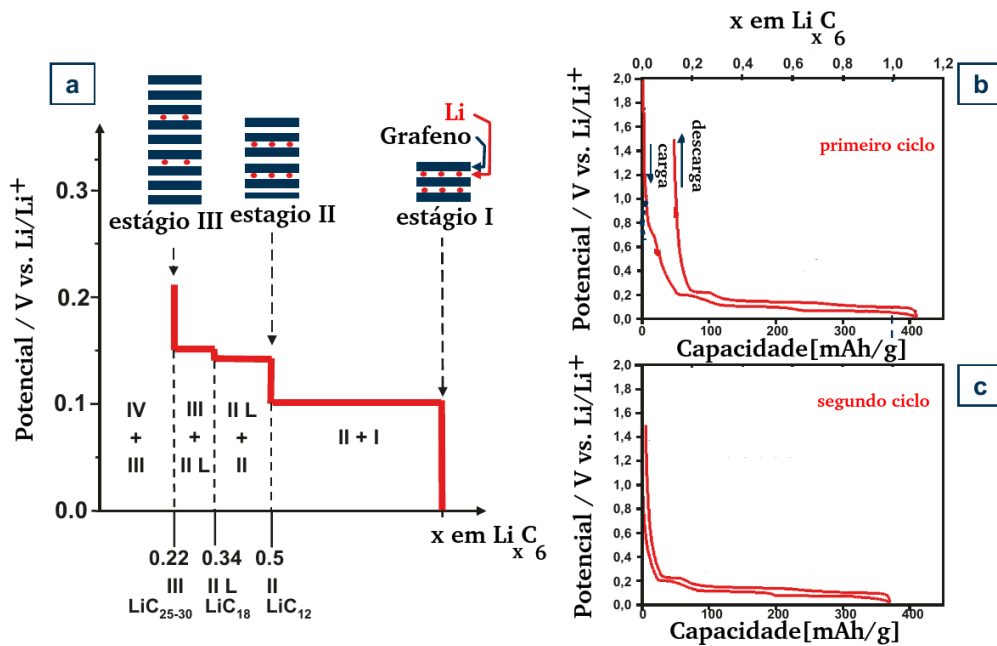 a
Li
Grafeno
estágio III
estagio II
estágio I
Potencial / V vs. Li/Li+
0.3
0.2
0.1
0.0
IV
+
III
III
+
II L
II L
+
II
II + I
x em Li C
x 6
0.22 0.34 0.5
III II L II
LiC25-30 LiC18 LiC12
b
x em Li C
x 6
0,0 0,2 0,4 0,6 0,8 1,0 1,2
Potencial / V vs. Li/Li+
2,0
1,8
1,6
1,4
1,2
1,0
0,8
0,6
0,4
0,2
0,0
carga
descarga
primeiro ciclo
0 100 200 300 400
Capacidade[mAh/g]
c
Potencial / V vs. Li/Li+
2,0
1,8
1,6
1,4
1,2
1,0
0,8
0,6
0,4
0,2
0,0
segundo ciclo
0 100 200 300 400
Capacidade[mAh/g]